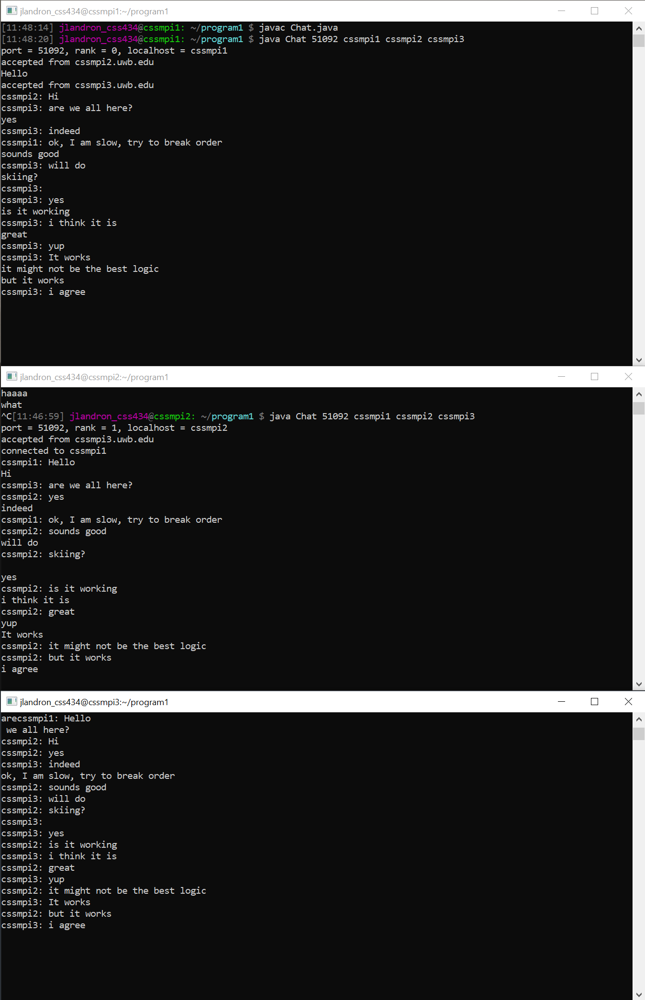 jlandron_css434@cssmpi1:~/program1
[11:48:14] jlandron_css434@cssmpi1: ~/program1 $ javac Chat.java
[11:48:20] jlandron_css434@cssmpi1: ~/program1 $ java Chat 51092 cssmpi1 cssmpi2 cssmpi3
port = 51092, rank = 0, localhost = cssmpi1
accepted from cssmpi2.uwb.edu
Hello
accepted from cssmpi3.uwb.edu
cssmpi2: Hi
cssmpi3: are we all here?
yes
cssmpi3: indeed
cssmpi1: ok, I am slow, try to break order
sounds good
cssmpi3: will do
skiing?
cssmpi3:
cssmpi3: yes
is it working
cssmpi3: i think it is
great
cssmpi3: yup
cssmpi3: It works
it might not be the best logic
but it works
cssmpi3: i agree
jlandron_css434@cssmpi2:~/program1
haaaa
what
^C[11:46:59] jlandron_css434@cssmpi2: ~/program1 $ java Chat 51092 cssmpi1 cssmpi2 cssmpi3
port = 51092, rank = 1, localhost = cssmpi2
accepted from cssmpi3.uwb.edu
connected to cssmpi1
cssmpi1: Hello
Hi
cssmpi3: are we all here?
cssmpi2: yes
indeed
cssmpi1: ok, I am slow, try to break order
cssmpi2: sounds good
will do
cssmpi2: skiing?
yes
cssmpi2: is it working
i think it is
cssmpi2: great
yup
It works
cssmpi2: it might not be the best logic
cssmpi2: but it works
i agree
jlandron_css434@cssmpi3:~/program1
arecssmpi1: Hello
we all here?
cssmpi2: Hi
cssmpi2: yes
cssmpi3: indeed
ok, I am slow, try to break order
cssmpi2: sounds good
cssmpi3: will do
cssmpi2: skiing?
cssmpi3:
cssmpi3: yes
cssmpi2: is it working
cssmpi3: i think it is
cssmpi2: great
cssmpi3: yup
cssmpi2: it might not be the best logic
cssmpi3: It works
cssmpi2: but it works
cssmpi3: i agree